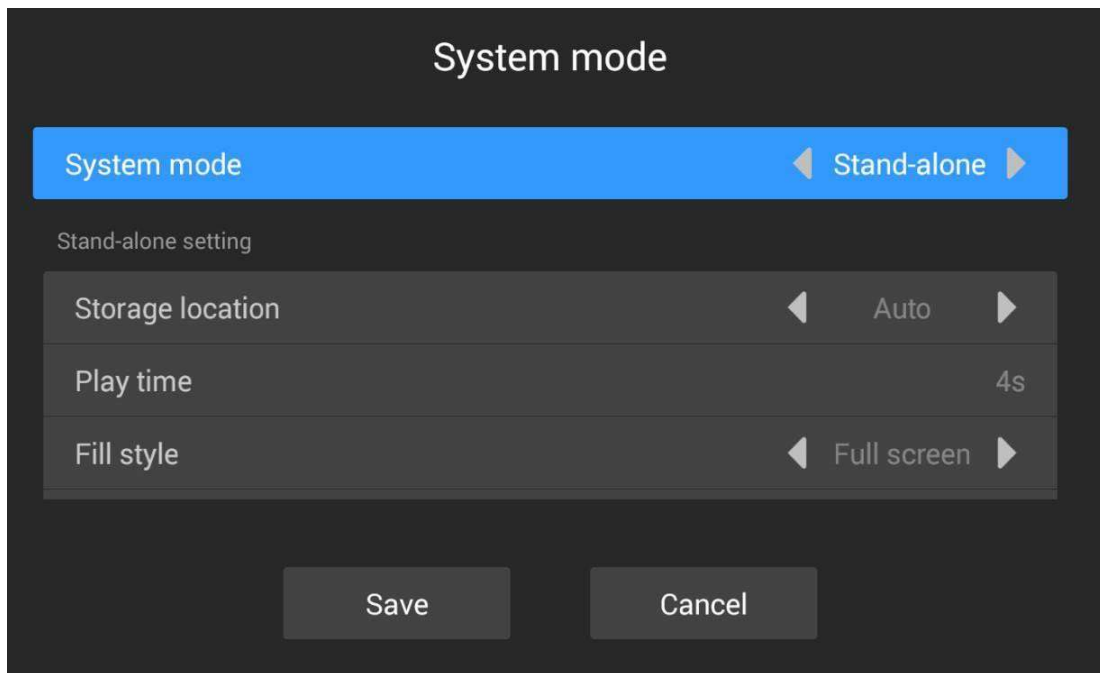 System mode
System mode Stand-alone
Stand-alone setting
Storage location Auto
Play time 4s
Fill style Full screen
Save Cancel